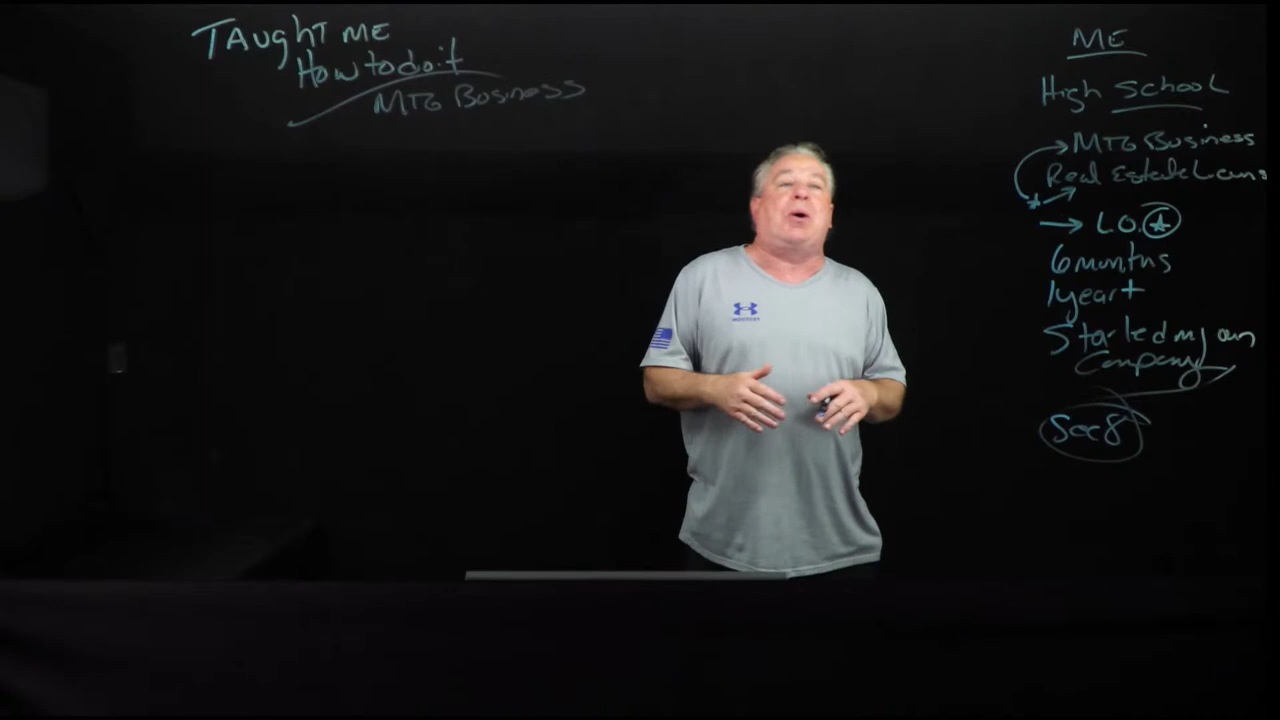 Taught ME
How to do it
MTG Business
ME
High School
MTG Business
Real Estate Loans
L.O.
6 months
1 year +
Started my own
Company
Sec 8